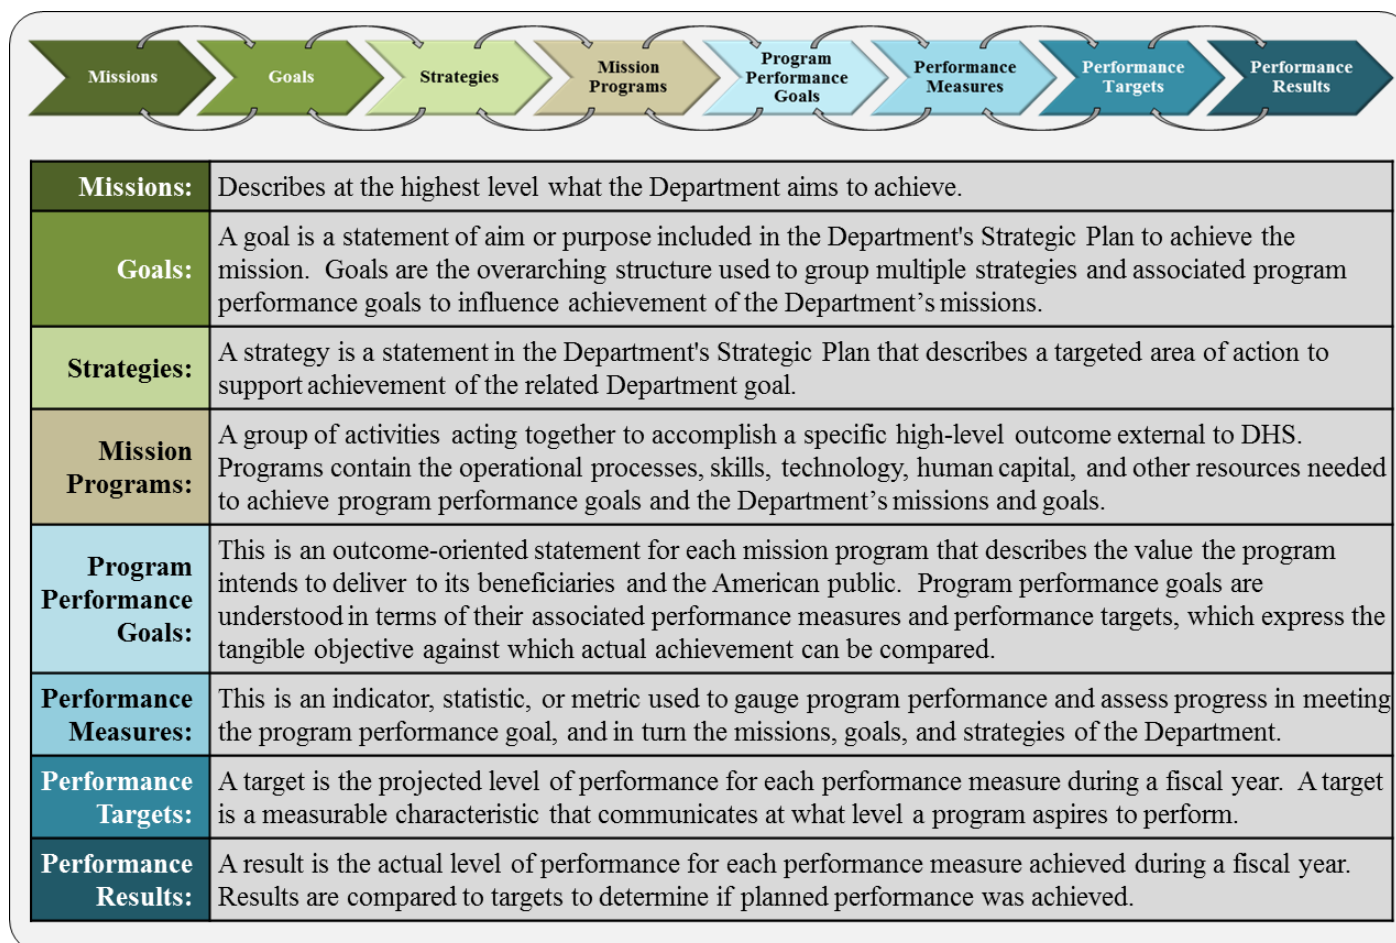 Missions
Goals
Strategies
Mission
Programs
Program
Performance
Goals
Performance
Measures
Performance
Targets
Performance
Results
Missions:
Describes at the highest level what the Department aims to achieve.
Goals:
A goal is a statement of aim or purpose included in the Department's Strategic Plan to achieve the
mission.  Goals are the overarching structure used to group multiple strategies and associated program
performance goals to influence achievement of the Department’s missions.
Strategies:
A strategy is a statement in the Department's Strategic Plan that describes a targeted area of action to
support achievement of the related Department goal.
Mission
Programs:
A group of activities acting together to accomplish a specific high-level outcome external to DHS.
Programs contain the operational processes, skills, technology, human capital, and other resources needed
to achieve program performance goals and the Department’s missions and goals.
Program
Performance
Goals:
This is an outcome-oriented statement for each mission program that describes the value the program
intends to deliver to its beneficiaries and the American public.  Program performance goals are
understood in terms of their associated performance measures and performance targets, which express the
tangible objective against which actual achievement can be compared.
Performance
Measures:
This is an indicator, statistic, or metric used to gauge program performance and assess progress in meeting
the program performance goal, and in turn the missions, goals, and strategies of the Department.
Performance
Targets:
A target is the projected level of performance for each performance measure during a fiscal year.  A target
is a measurable characteristic that communicates at what level a program aspires to perform.
Performance
Results:
A result is the actual level of performance for each performance measure achieved during a fiscal year.
Results are compared to targets to determine if planned performance was achieved.